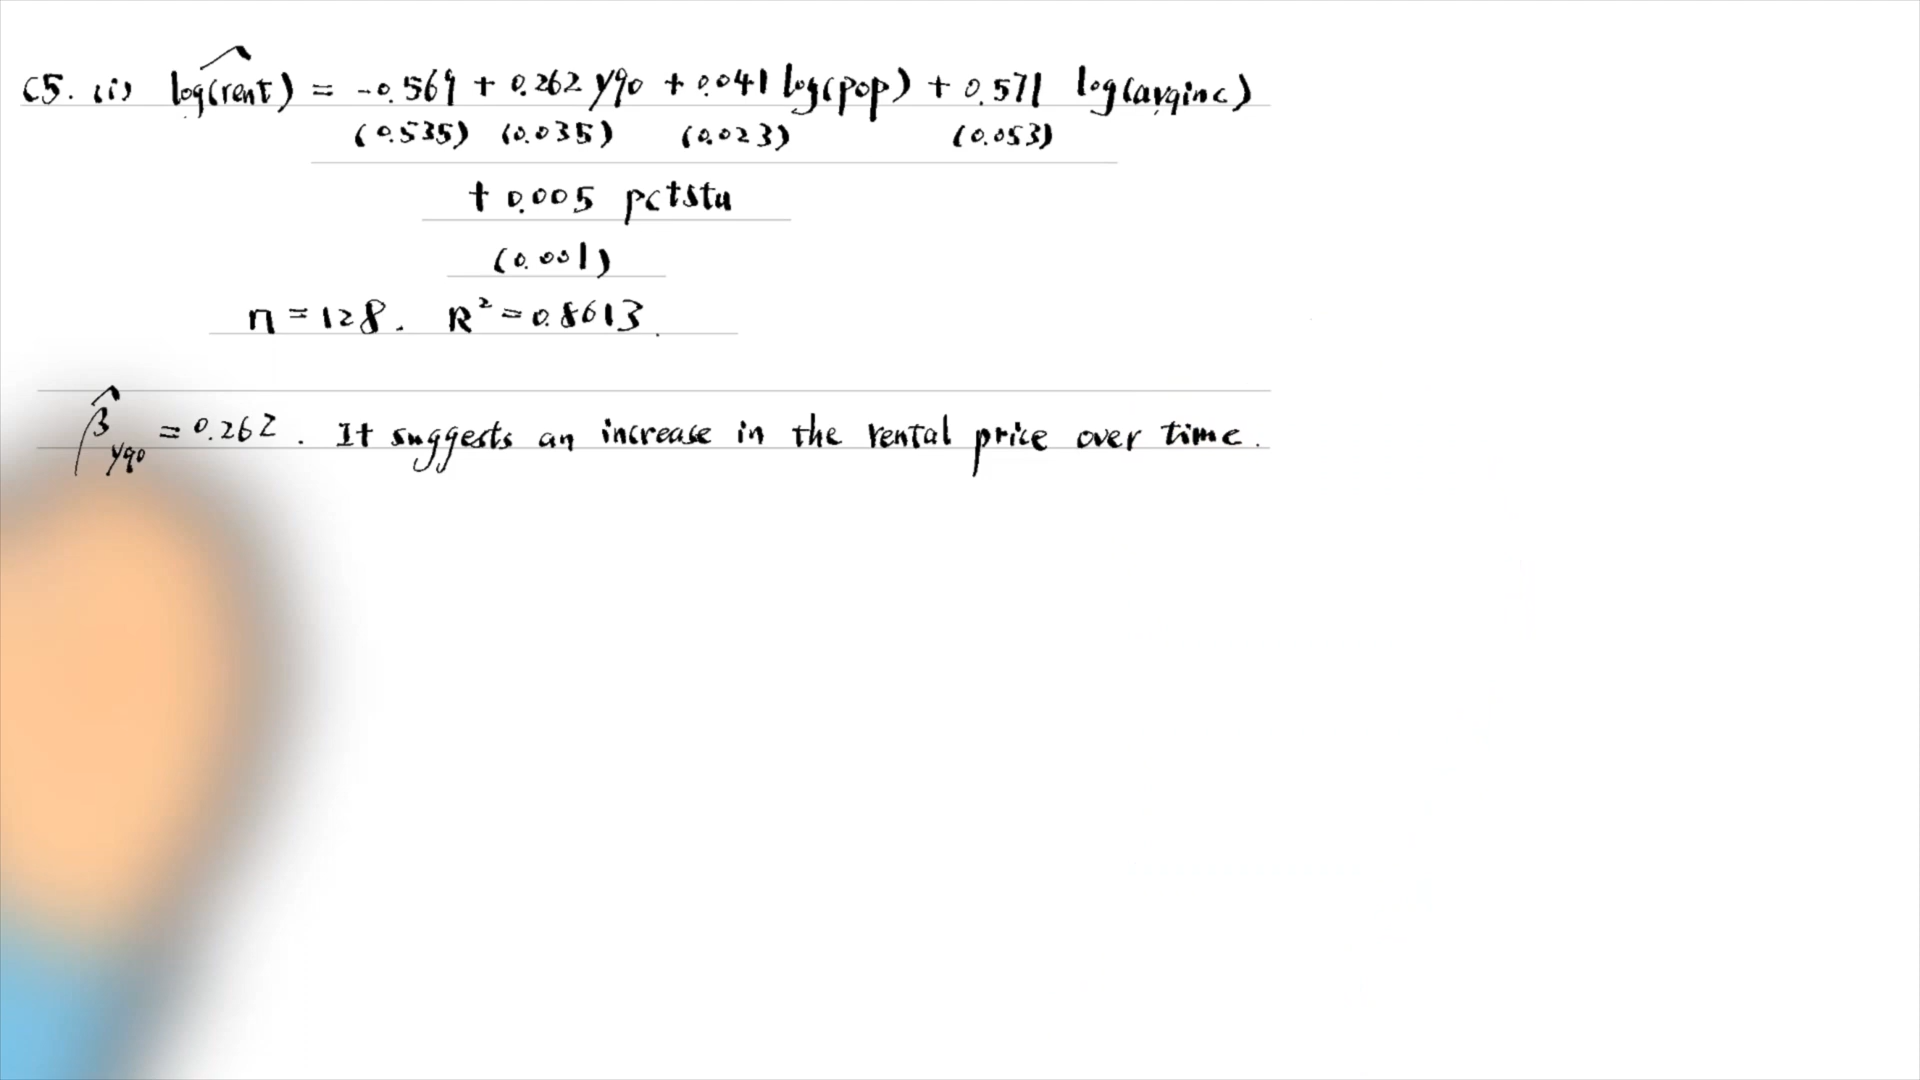 C5. (i) log(rent)^ = -0.569 + 0.262 y90 + 0.041 log(pop) + 0.571 log(avginc)
(0.535) (0.035) (0.023) (0.053)
+ 0.005 pctstu
(0.001)
n = 128. R² = 0.8613.
β̂y90 = 0.262. It suggests an increase in the rental price over time.